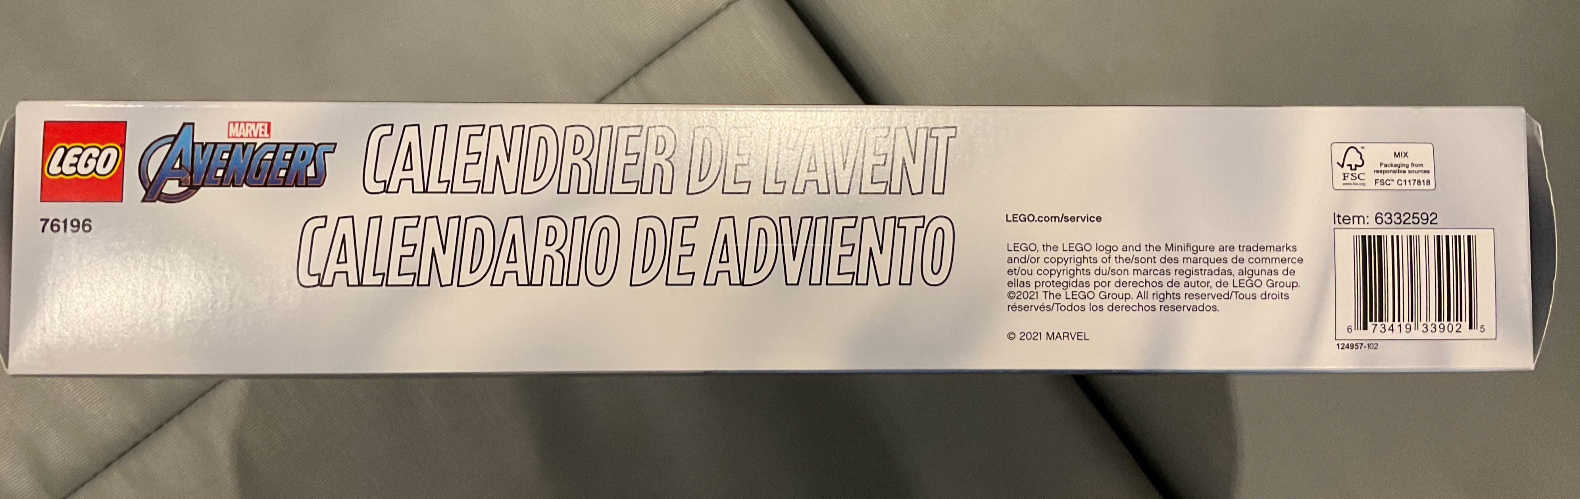 LEGO
MARVEL
AVENGERS
76196
CALENDRIER DE L'AVENT
CALENDARIO DE ADVIENTO
LEGO.com/service
LEGO, the LEGO logo and the Minifigure are trademarks
and/or copyrights of the/sont des marques de commerce
et/ou copyrights du/son marcas registradas, algunas de
ellas protegidas por derechos de autor, de LEGO Group.
©2021 The LEGO Group. All rights reserved/Tous droits
réservés/Todos los derechos reservados.
© 2021 MARVEL
FSC
www.fsc.org
MIX
Packaging from
responsible sources
FSC™ C117818
Item: 6332592
6 73419 33902 5
124957-102